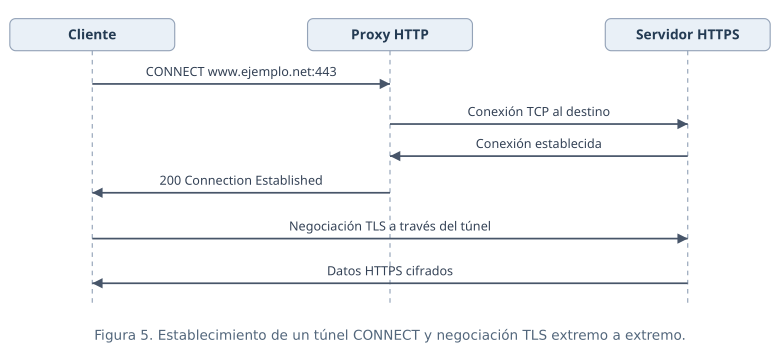 Cliente
Proxy HTTP
Servidor HTTPS
CONNECT www.ejemplo.net:443
Conexión TCP al destino
Conexión establecida
200 Connection Established
Negociación TLS a través del túnel
Datos HTTPS cifrados
Figura 5. Establecimiento de un túnel CONNECT y negociación TLS extremo a extremo.